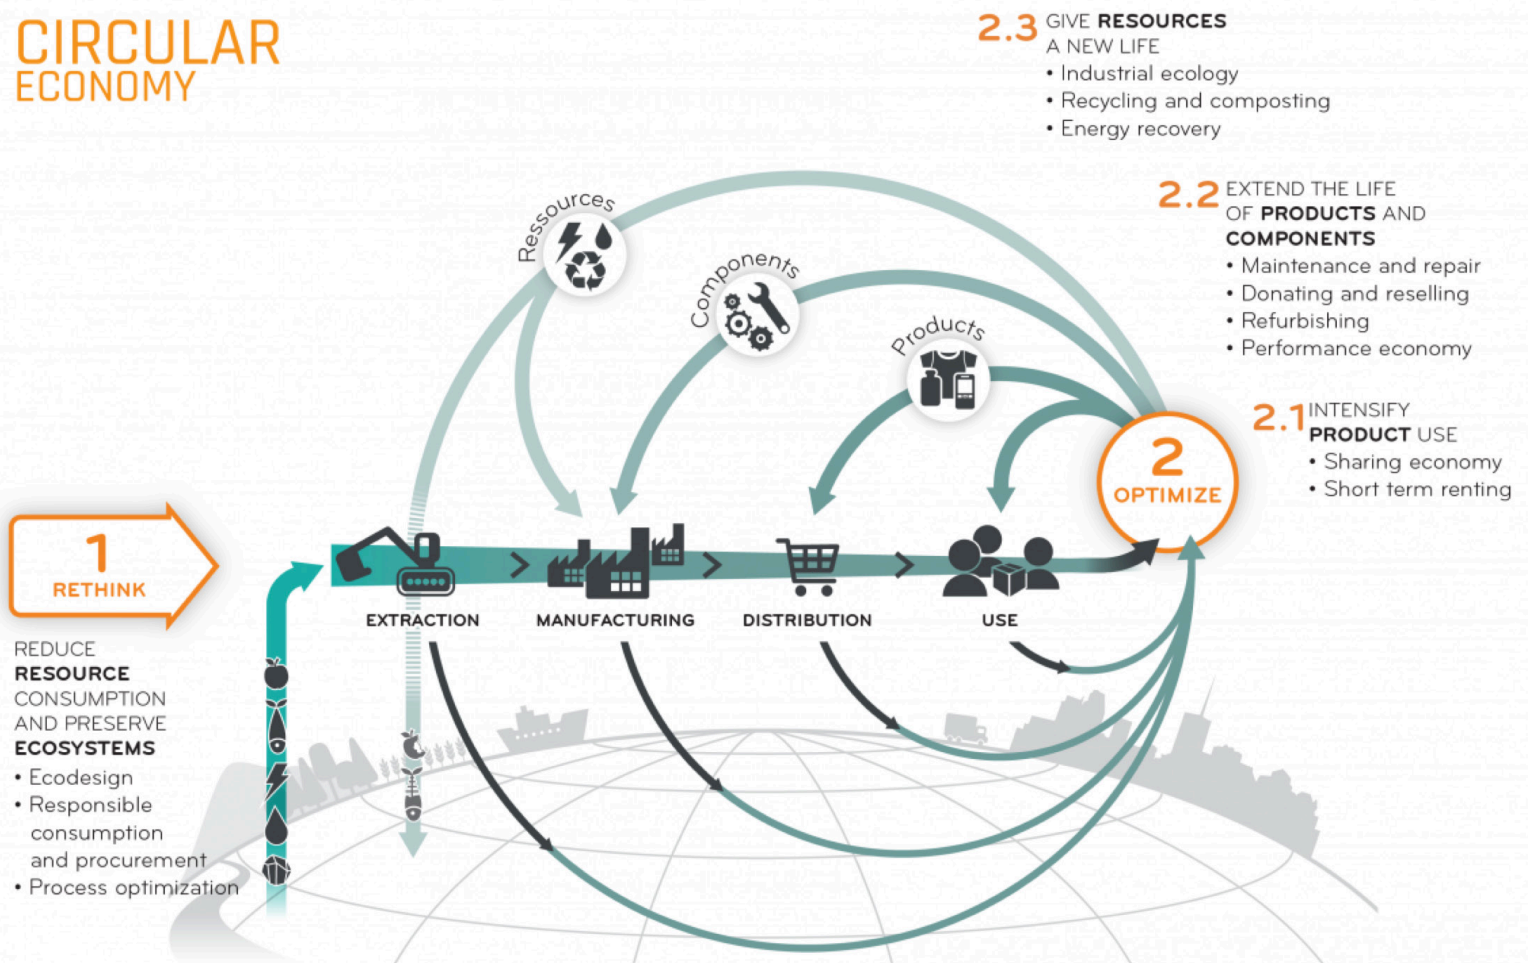 CIRCULAR
ECONOMY
2.3 GIVE RESOURCES
A NEW LIFE
• Industrial ecology
• Recycling and composting
• Energy recovery
2.2 EXTEND THE LIFE
OF PRODUCTS AND
COMPONENTS
• Maintenance and repair
• Donating and reselling
• Refurbishing
• Performance economy
2.1 INTENSIFY
PRODUCT USE
• Sharing economy
• Short term renting
Ressources
Components
Products
2
OPTIMIZE
1
RETHINK
REDUCE
RESOURCE
CONSUMPTION
AND PRESERVE
ECOSYSTEMS
• Ecodesign
• Responsible
consumption
and procurement
• Process optimization
EXTRACTION
MANUFACTURING
DISTRIBUTION
USE